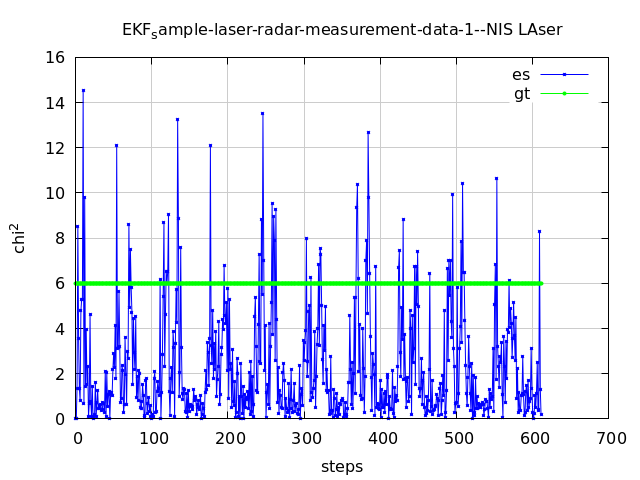 EKFsample-laser-radar-measurement-data-1--NIS LAser
es
gt
chi2
16
14
12
10
8
6
4
2
0
0 100 200 300 400 500 600 700
steps